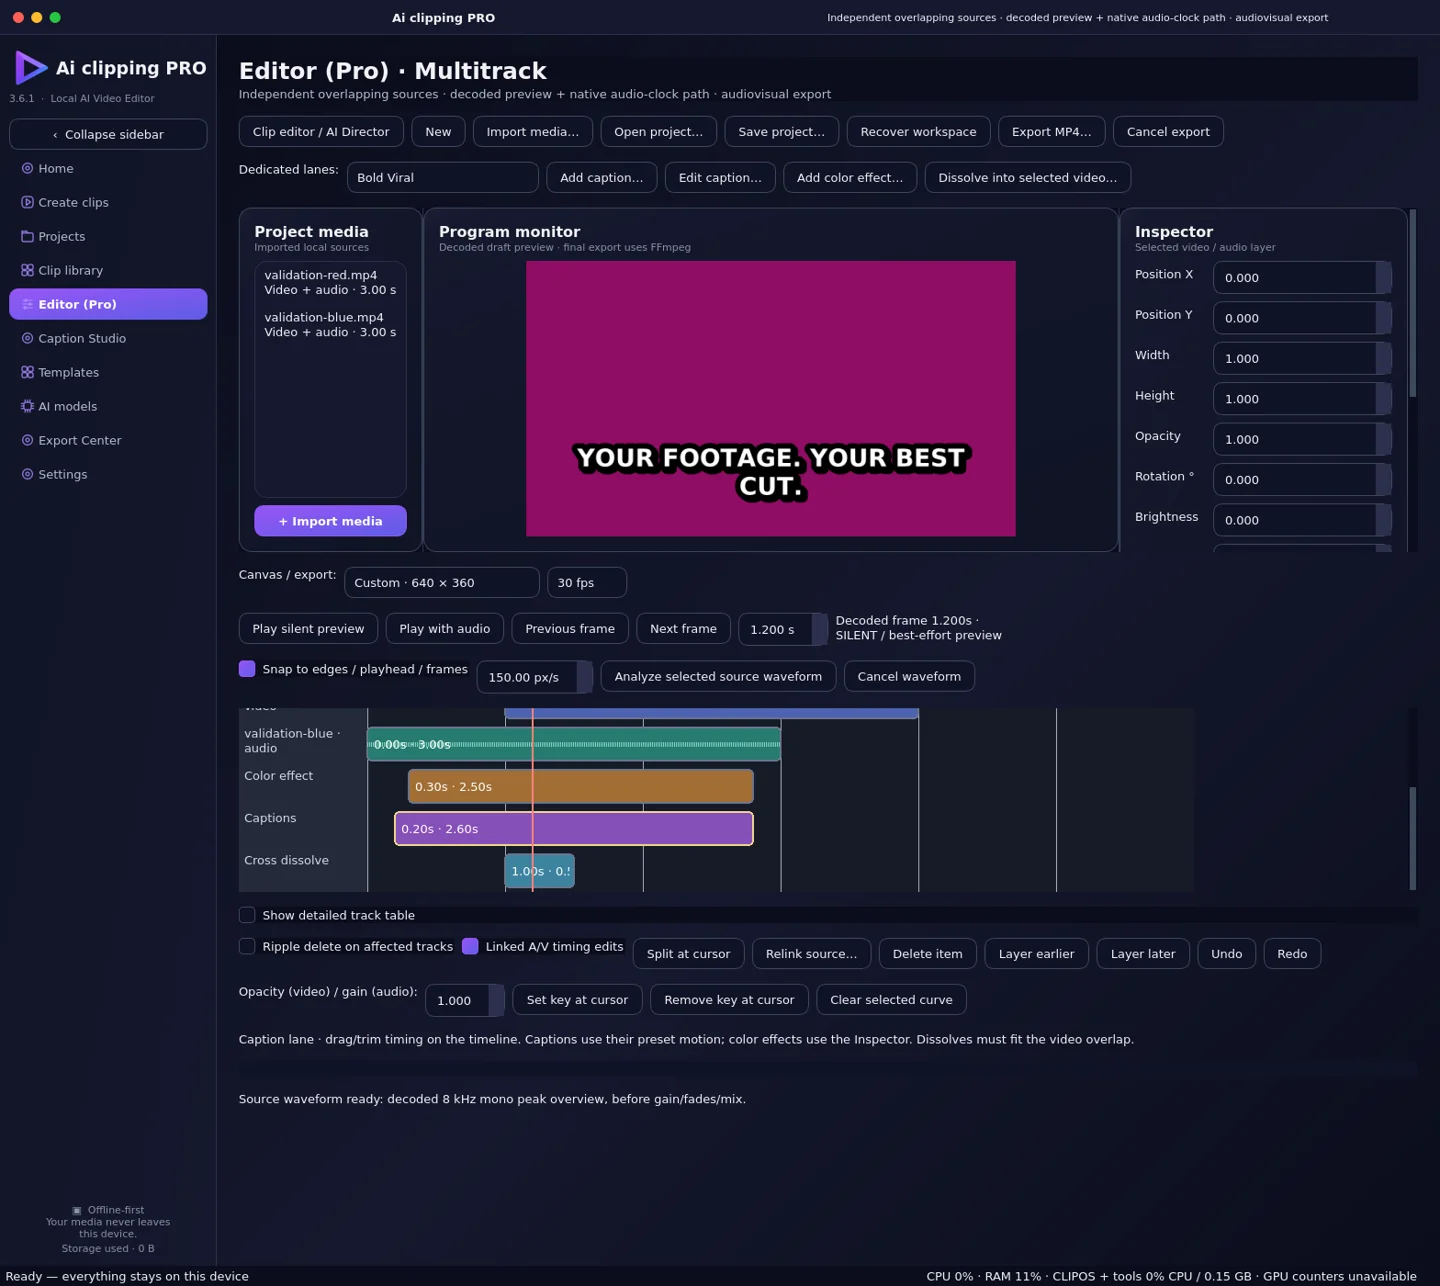 Ai clipping PRO
Independent overlapping sources · decoded preview + native audio-clock path · audiovisual export
Ai clipping PRO
3.6.1 · Local AI Video Editor
‹ Collapse sidebar
Home
Create clips
Projects
Clip library
Editor (Pro)
Caption Studio
Templates
AI models
Export Center
Settings
Offline-first
Your media never leaves
this device.
Storage used · 0 B
Editor (Pro) · Multitrack
Independent overlapping sources · decoded preview + native audio-clock path · audiovisual export
Clip editor / AI Director
New
Import media...
Open project...
Save project...
Recover workspace
Export MP4...
Cancel export
Dedicated lanes:
Bold Viral
Add caption...
Edit caption...
Add color effect...
Dissolve into selected video...
Project media
Imported local sources
validation-red.mp4
Video + audio · 3.00 s
validation-blue.mp4
Video + audio · 3.00 s
+ Import media
Program monitor
Decoded draft preview · final export uses FFmpeg
YOUR FOOTAGE. YOUR BEST
CUT.
Inspector
Selected video / audio layer
Position X 0.000
Position Y 0.000
Width 1.000
Height 1.000
Opacity 1.000
Rotation ° 0.000
Brightness 0.000
Canvas / export:
Custom · 640 × 360
30 fps
Play silent preview
Play with audio
Previous frame
Next frame
1.200 s
Decoded frame 1.200s ·
SILENT / best-effort preview
Snap to edges / playhead / frames
150.00 px/s
Analyze selected source waveform
Cancel waveform
video
validation-blue ·
audio
0.00s · 3.00s
Color effect
0.30s · 2.50s
Captions
0.20s · 2.60s
Cross dissolve
1.00s · 0.5
Show detailed track table
Ripple delete on affected tracks
Linked A/V timing edits
Split at cursor
Relink source...
Delete item
Layer earlier
Layer later
Undo
Redo
Opacity (video) / gain (audio):
1.000
Set key at cursor
Remove key at cursor
Clear selected curve
Caption lane · drag/trim timing on the timeline. Captions use their preset motion; color effects use the Inspector. Dissolves must fit the video overlap.
Source waveform ready: decoded 8 kHz mono peak overview, before gain/fades/mix.
Ready — everything stays on this device
CPU 0% · RAM 11% · CLIPOS + tools 0% CPU / 0.15 GB · GPU counters unavailable